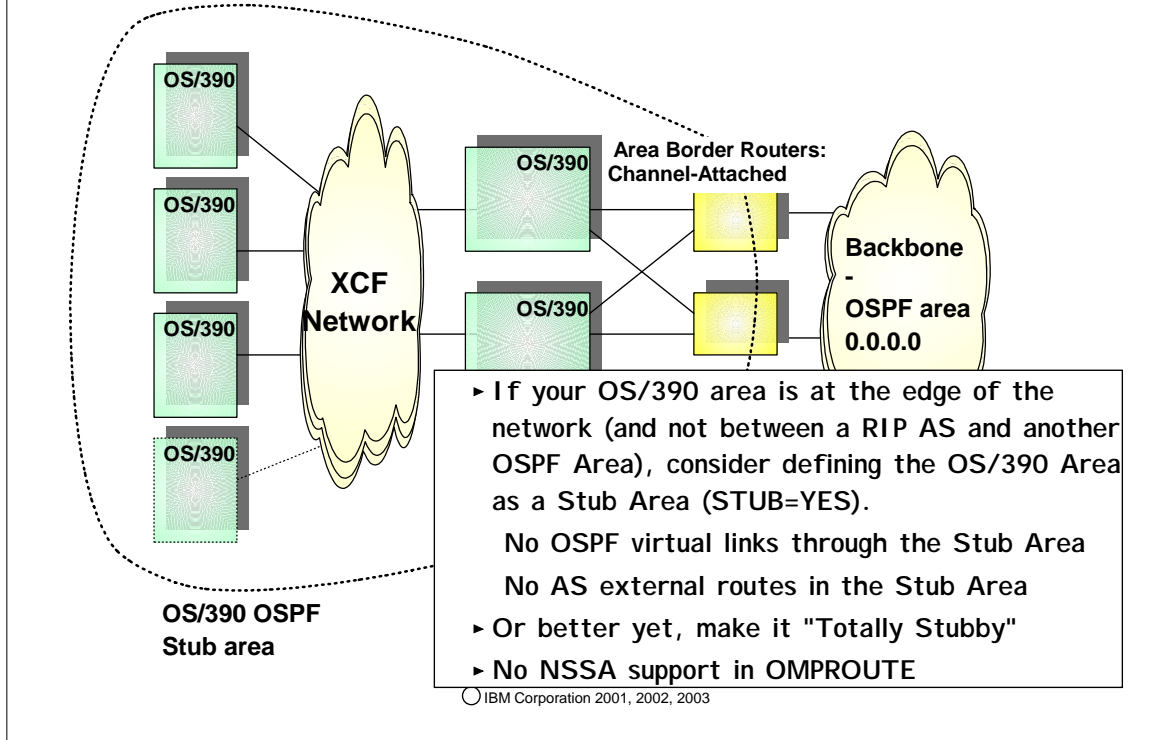 OS/390
OS/390
OS/390
OS/390
XCF
Network
OS/390
OS/390
Area Border Routers:
Channel-Attached
Backbone
-
OSPF area
0.0.0.0
► If your OS/390 area is at the edge of the
network (and not between a RIP AS and another
OSPF Area), consider defining the OS/390 Area
as a Stub Area (STUB=YES).
No OSPF virtual links through the Stub Area
No AS external routes in the Stub Area
► Or better yet, make it "Totally Stubby"
► No NSSA support in OMPROUTE
OS/390 OSPF
Stub area
IBM Corporation 2001, 2002, 2003